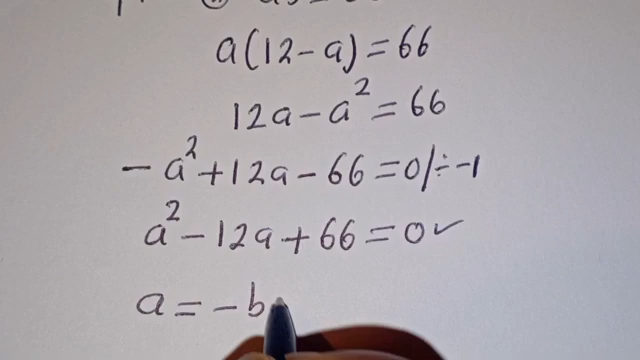 a(12-a)=66
12a-a²=66
-a²+12a-66=0/÷-1
a²-12a+66=0✓
a=-b